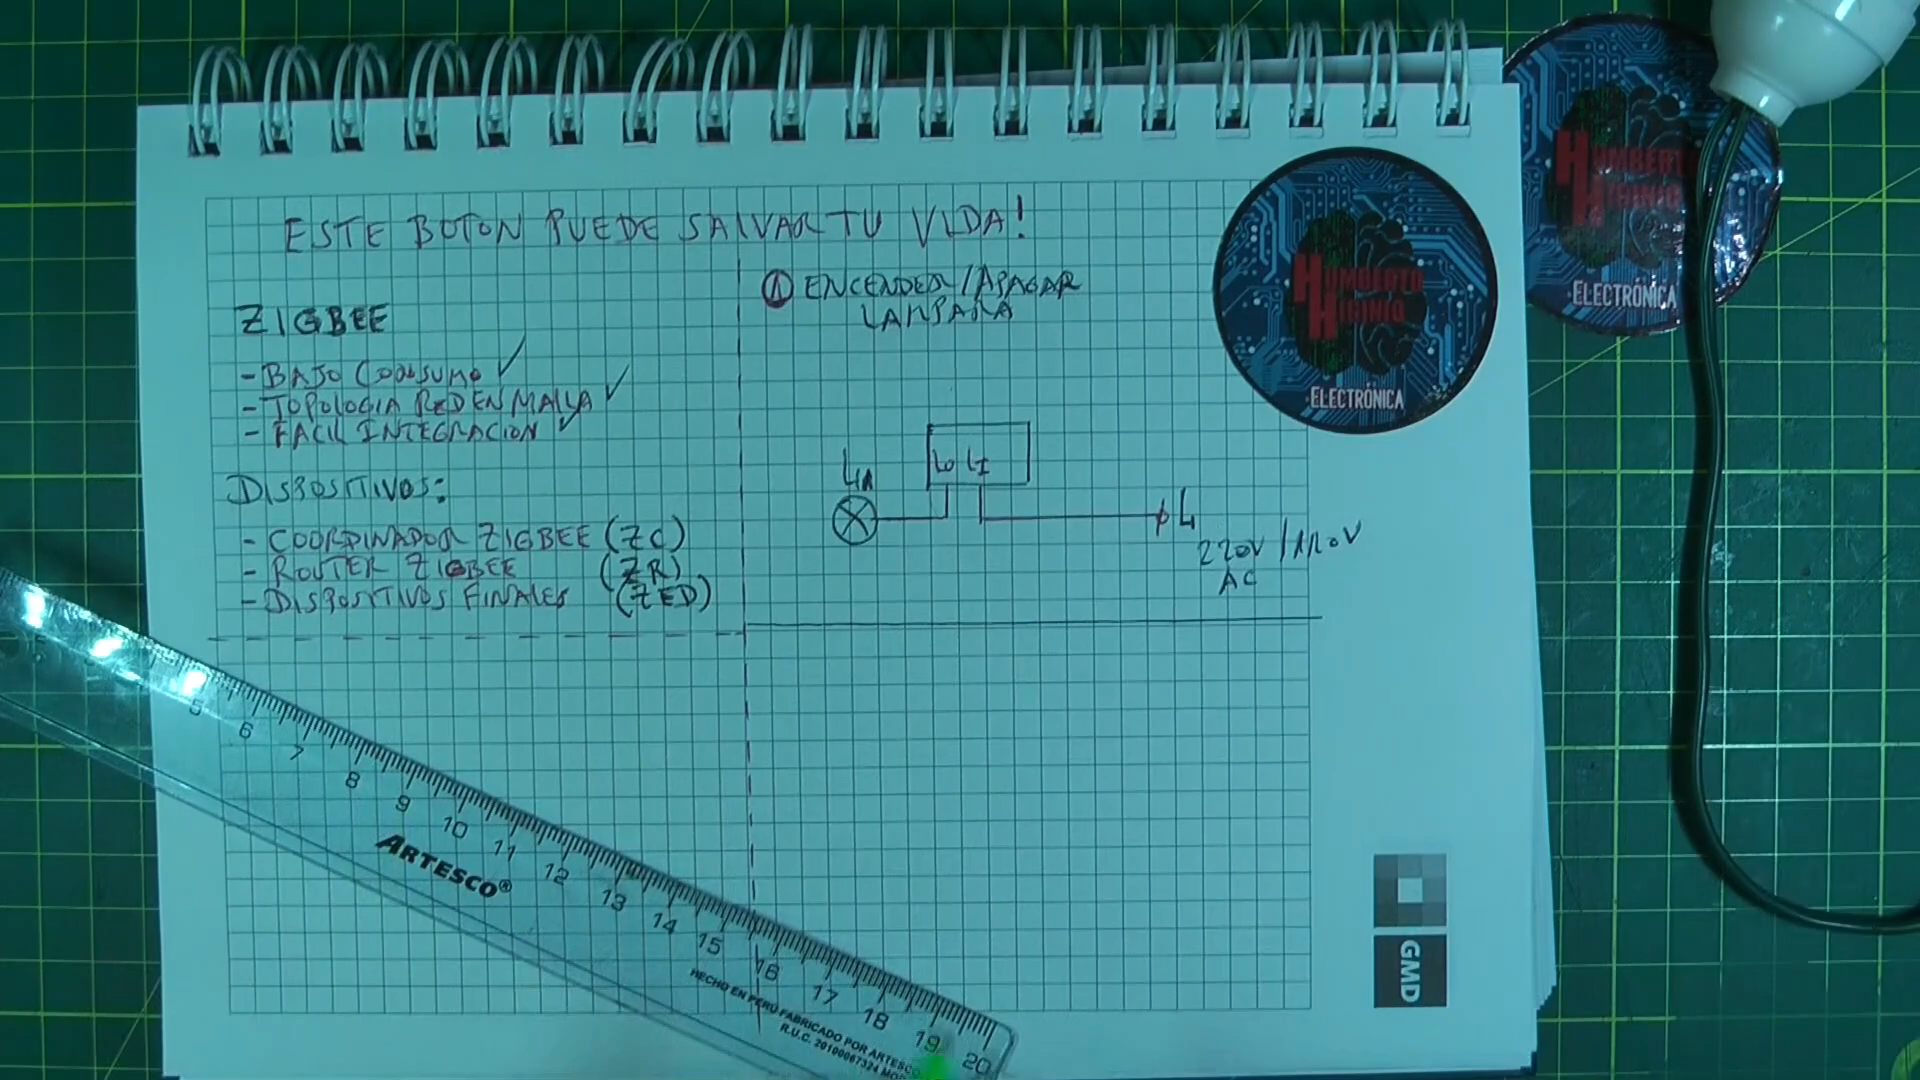 ESTE BOTON PUEDE SALVAR TU VIDA!
ZIGBEE
- BAJO CONSUMO ✓
- TOPOLOGIA RED EN MALLA ✓
- FACIL INTEGRACION ✓
DISPOSITIVOS:
- COORDINADOR ZIGBEE (ZC)
- ROUTER ZIGBEE (ZR)
- DISPOSITIVOS FINALES (ZED)
1 ENCENDER/APAGAR
LAMPARA
LO LI
L
220V/110V
AC
HUMBERTO
HIGINIO
ELECTRÓNICA
HUMBERTO
HIGINIO
ELECTRÓNICA
5 6 7 8 9 10 11 12 13 14 15 16 17 18 19 20
ARTESCO®
HECHO EN PERÚ FABRICADO POR ARTESCO
R.U.C. 20100067324
GMD